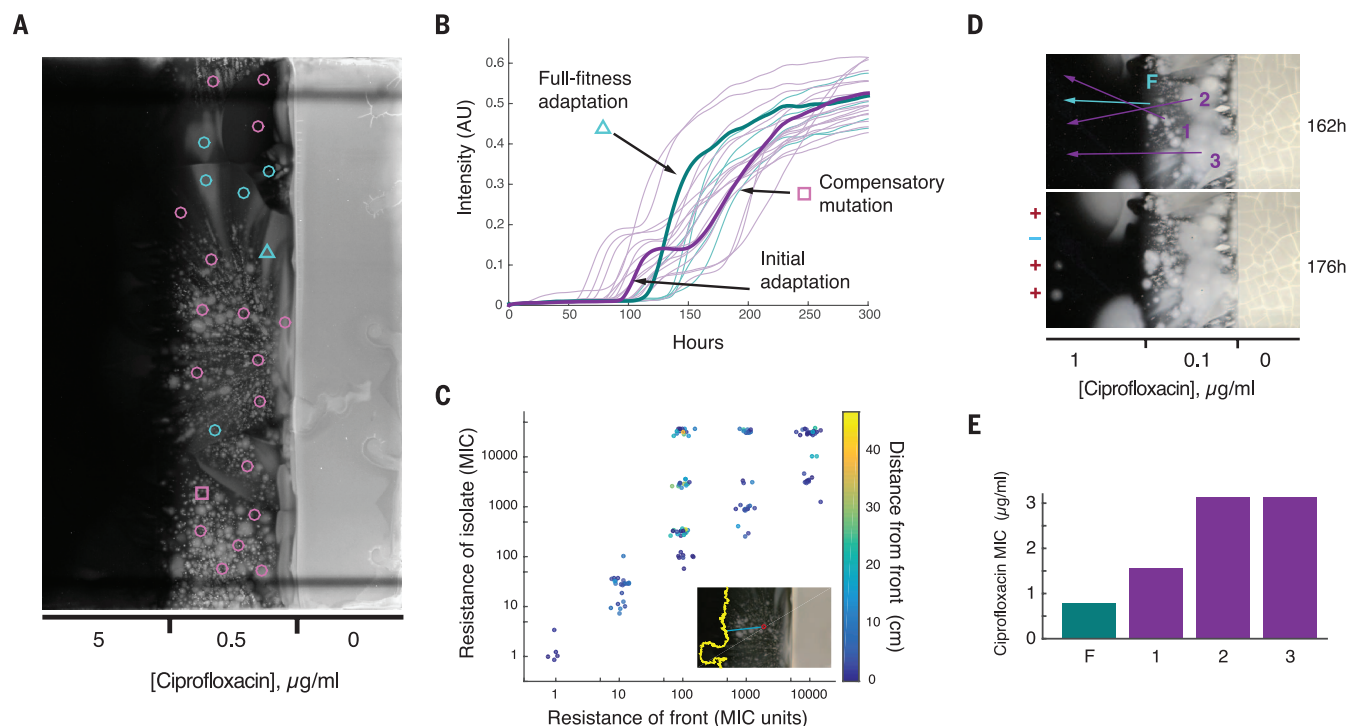 A
5
0.5
0
[Ciprofloxacin], µg/ml
B
Intensity (AU)
0.6
0.5
0.4
0.3
0.2
0.1
0
Full-fitness
adaptation
Compensatory
mutation
Initial
adaptation
0 50 100 150 200 250 300
Hours
C
Resistance of isolate (MIC)
10000
1000
100
10
1
1 10 100 1000 10000
Resistance of front (MIC units)
40
30
20
10
0
Distance from front (cm)
D
F
2
1
3
162h
+
−
+
+
176h
1
0.1
0
[Ciprofloxacin], µg/ml
E
Ciprofloxacin MIC (µg/ml)
3
2
1
0
F 1 2 3